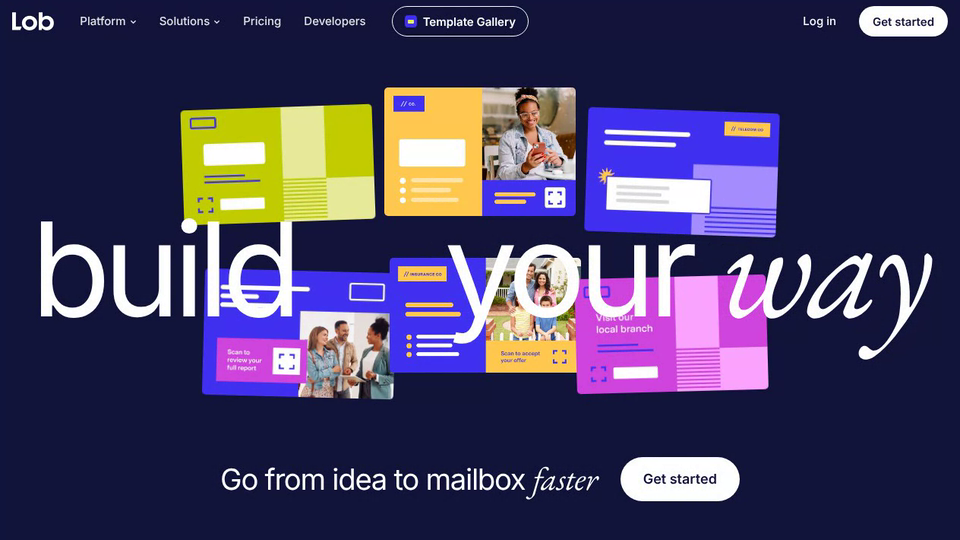 Lob
Platform
Solutions
Pricing
Developers
Template Gallery
Log in
Get started
// co.
build your way
// INSURANCE CO
Visit our
local branch
Scan to
review your
full report
Scan to accept
your offer
Go from idea to mailbox faster
Get started